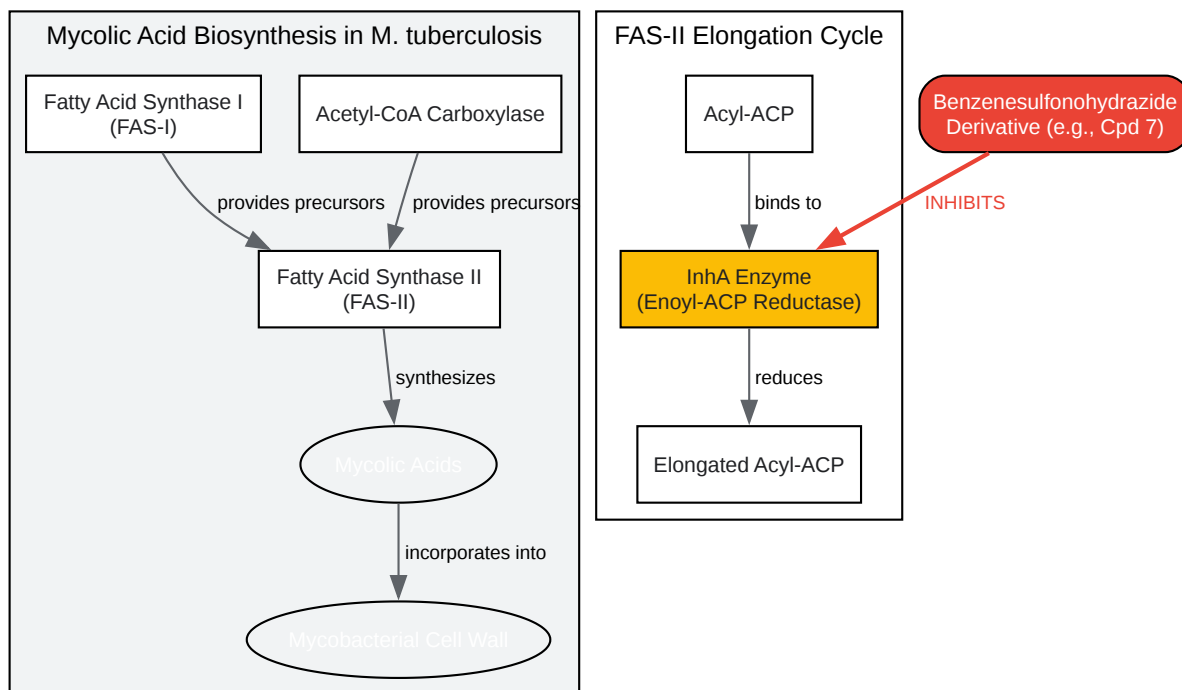 Mycolic Acid Biosynthesis in M. tuberculosis
Fatty Acid Synthase I
(FAS-I)
Acetyl-CoA Carboxylase
provides precursors
provides precursors
Fatty Acid Synthase II
(FAS-II)
synthesizes
Mycolic Acids
incorporates into
Mycobacterial Cell Wall
FAS-II Elongation Cycle
Acyl-ACP
binds to
InhA Enzyme
(Enoyl-ACP Reductase)
reduces
Elongated Acyl-ACP
Benzenesulfonohydrazide
Derivative (e.g., Cpd 7)
INHIBITS